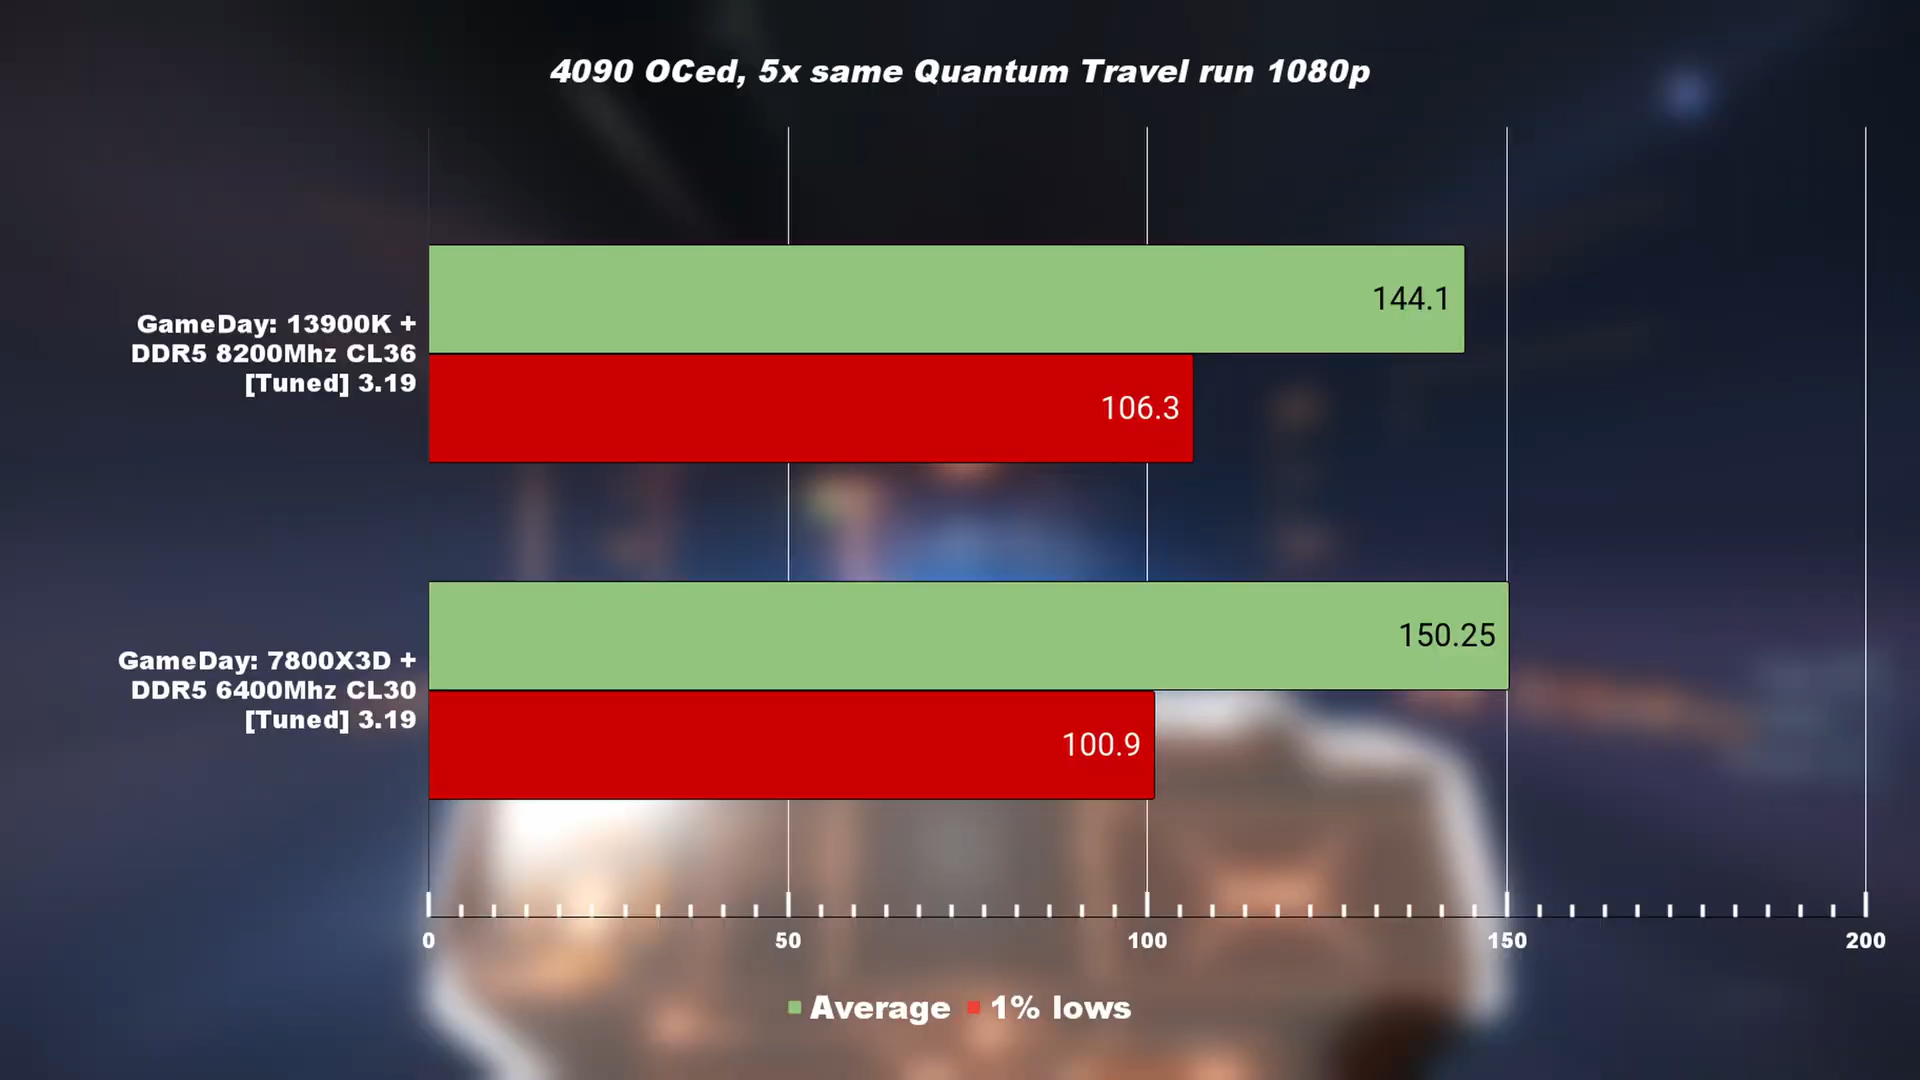 4090 OCed, 5x same Quantum Travel run 1080p
GameDay: 13900K +
DDR5 8200Mhz CL36
[Tuned] 3.19
144.1
106.3
GameDay: 7800X3D +
DDR5 6400Mhz CL30
[Tuned] 3.19
150.25
100.9
0 50 100 150 200
Average 1% lows